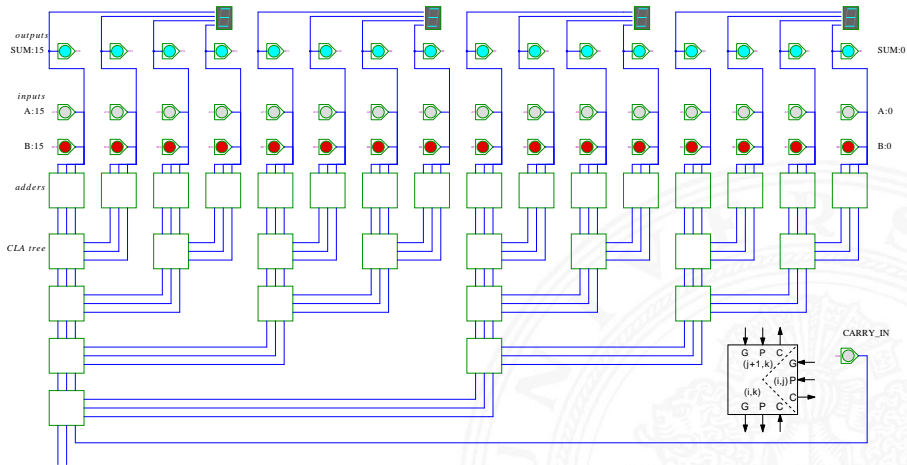 outputs
SUM:15
SUM:0
inputs
A:15
A:0
B:15
B:0
adders
CLA tree
CARRY_IN
G P C
(j+1,k)
G
(i,j)
P
(i,k)
C
G P C